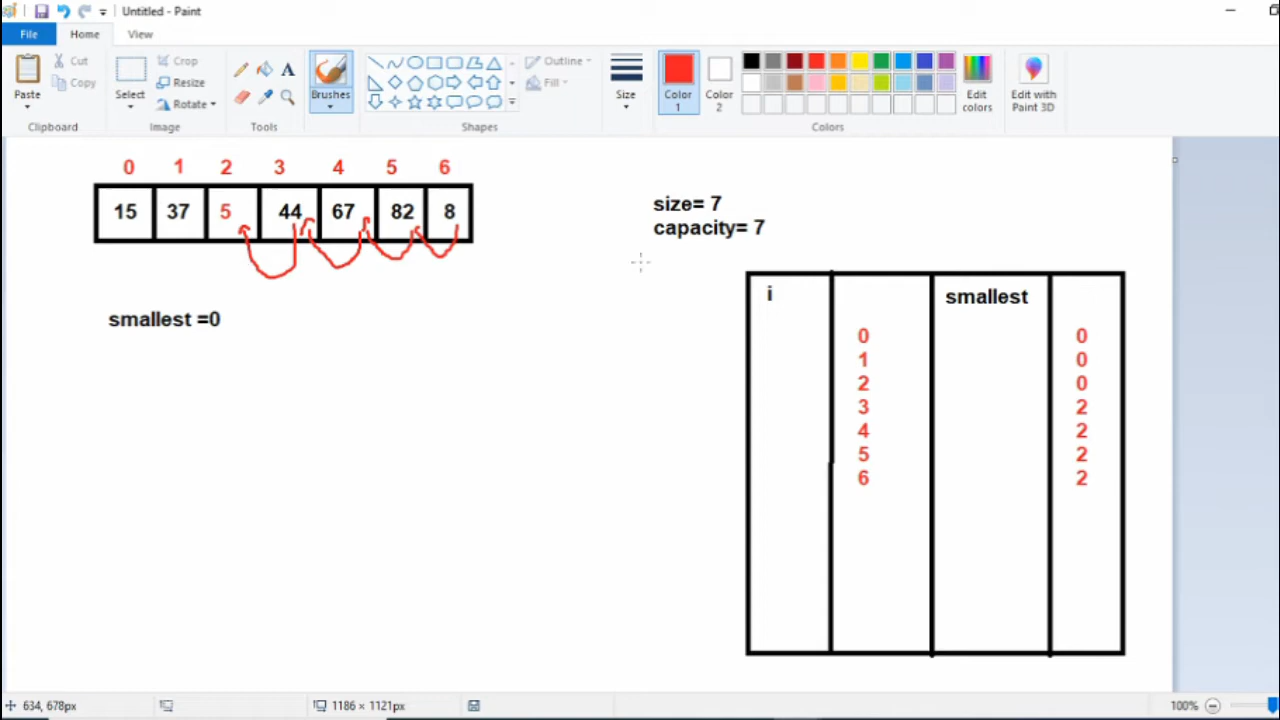 Untitled - Paint
File Home View
Paste
Cut
Copy
Clipboard
Select
Crop
Resize
Rotate
Image
A
Tools
Brushes
Outline
Fill
Shapes
Size
Color 1
Color 2
Edit colors
Colors
Edit with Paint 3D
0 1 2 3 4 5 6
15 37 5 44 67 82 8
size= 7
capacity= 7
smallest =0
i smallest
0 0
1 0
2 0
3 2
4 2
5 2
6 2
634, 678px
1186 × 1121px
100%